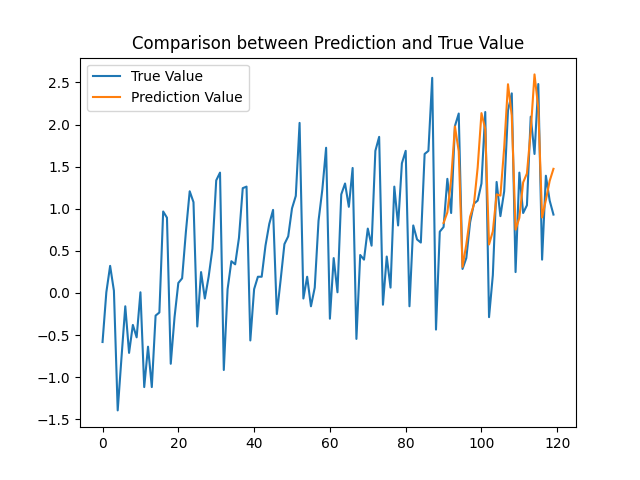 Comparison between Prediction and True Value
True Value
Prediction Value
2.5
2.0
1.5
1.0
0.5
0.0
−0.5
−1.0
−1.5
0 20 40 60 80 100 120